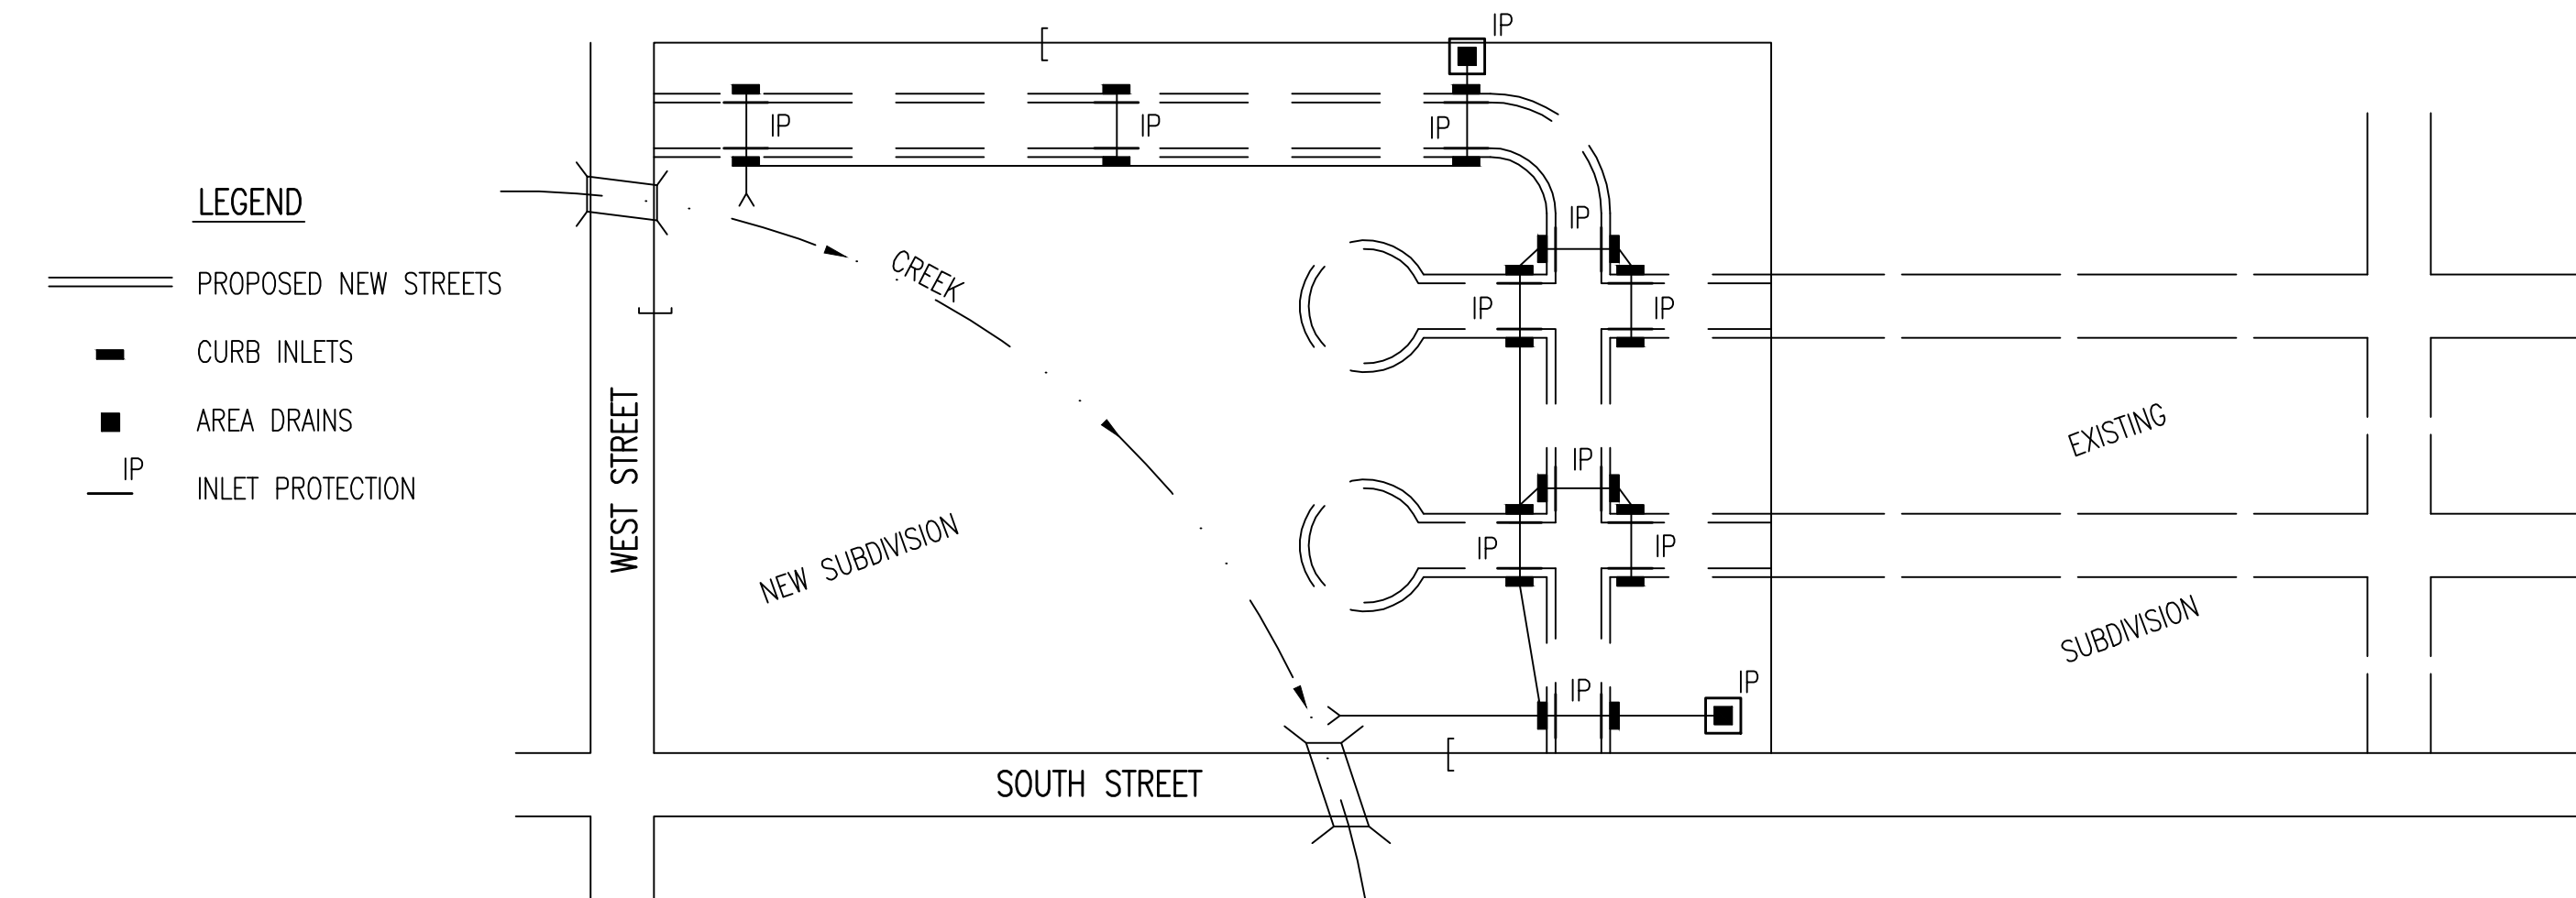 IP
IP
IP
IP
LEGEND
PROPOSED NEW STREETS
CURB INLETS
AREA DRAINS
IP
INLET PROTECTION
WEST STREET
CREEK
NEW SUBDIVISION
IP
IP
IP
IP
IP
IP
IP
IP
SOUTH STREET
EXISTING
SUBDIVISION